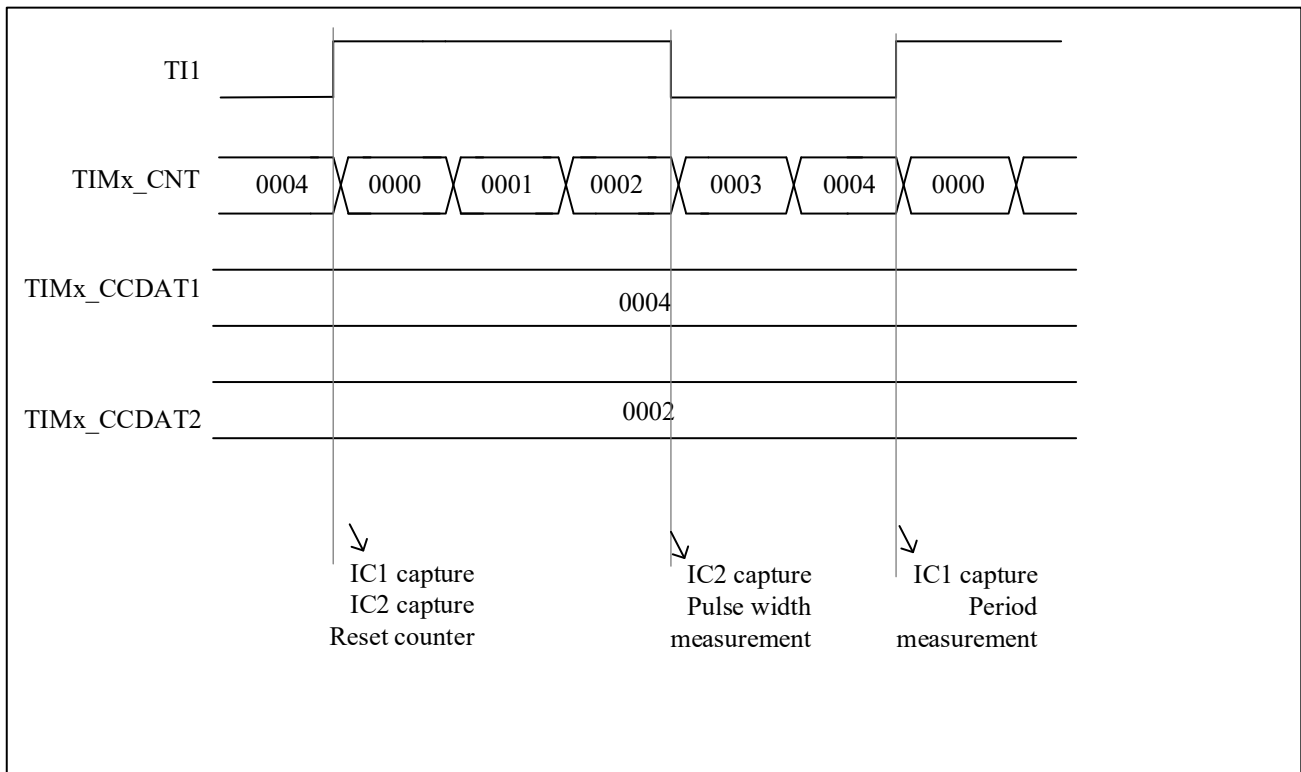 TI1
TIMx_CNT
0004 0000 0001 0002 0003 0004 0000
TIMx_CCDAT1
0004
TIMx_CCDAT2
0002
IC1 capture
IC2 capture
Reset counter
IC2 capture
Pulse width
measurement
IC1 capture
Period
measurement